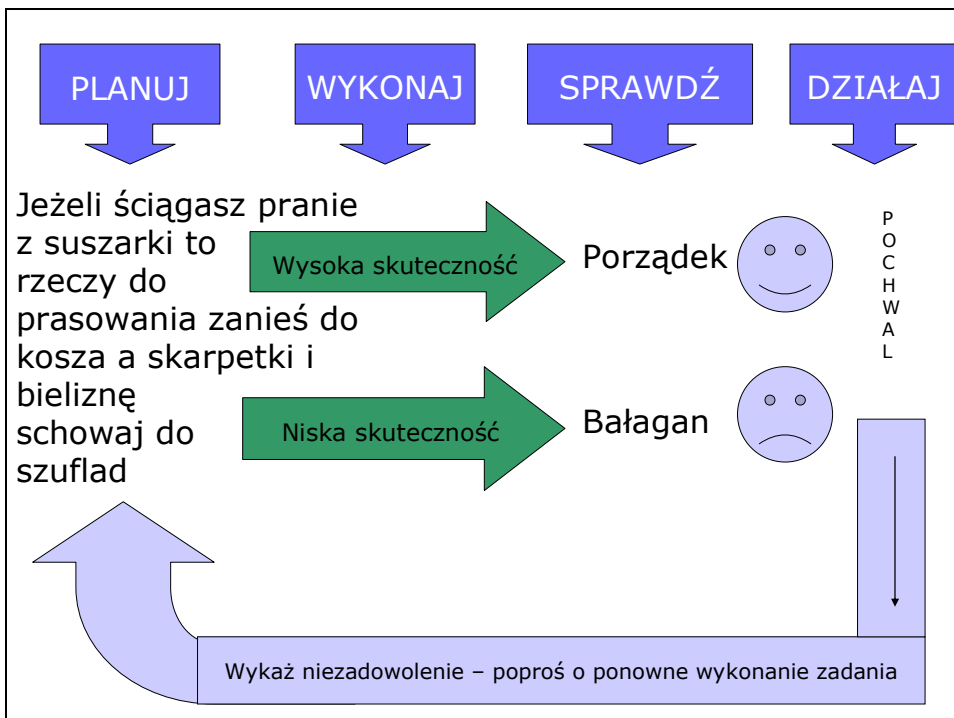 PLANUJ
WYKONAJ
SPRAWDŹ
DZIAŁAJ
Jeżeli ściągasz pranie
z suszarki to
rzeczy do
prasowania zanieś do
kosza a skarpetki i
bieliznę
schowaj do
szuflad
Wysoka skuteczność
Porządek
POCHWAL
Niska skuteczność
Bałagan
Wykaż niezadowolenie – poproś o ponowne wykonanie zadania